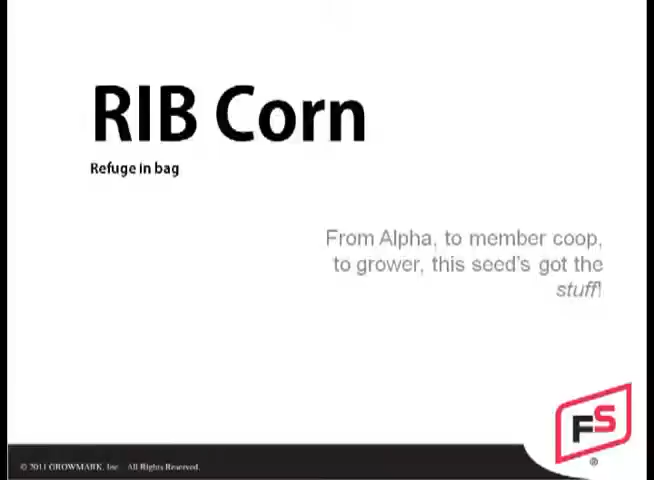 RIB Corn
Refuge in bag
From Alpha, to member coop,
to grower, this seed's got the
stuff!
FS
®
© 2011 GROWMARK, Inc. All Rights Reserved.